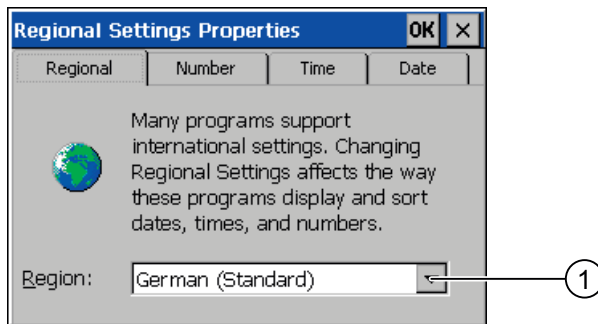 Regional Settings Properties OK ×
Regional Number Time Date
Many programs support
international settings. Changing
Regional Settings affects the way
these programs display and sort
dates, times, and numbers.
Region: German (Standard)
1